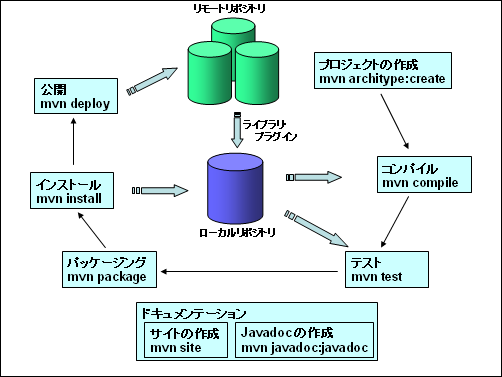 リモートリポジトリ
プロジェクトの作成
mvn architype:create
公開
mvn deploy
ライブラリ
プラグイン
コンパイル
mvn compile
インストール
mvn install
ローカルリポジトリ
パッケージング
mvn package
テスト
mvn test
ドキュメンテーション
サイトの作成
mvn site
Javadocの作成
mvn javadoc:javadoc